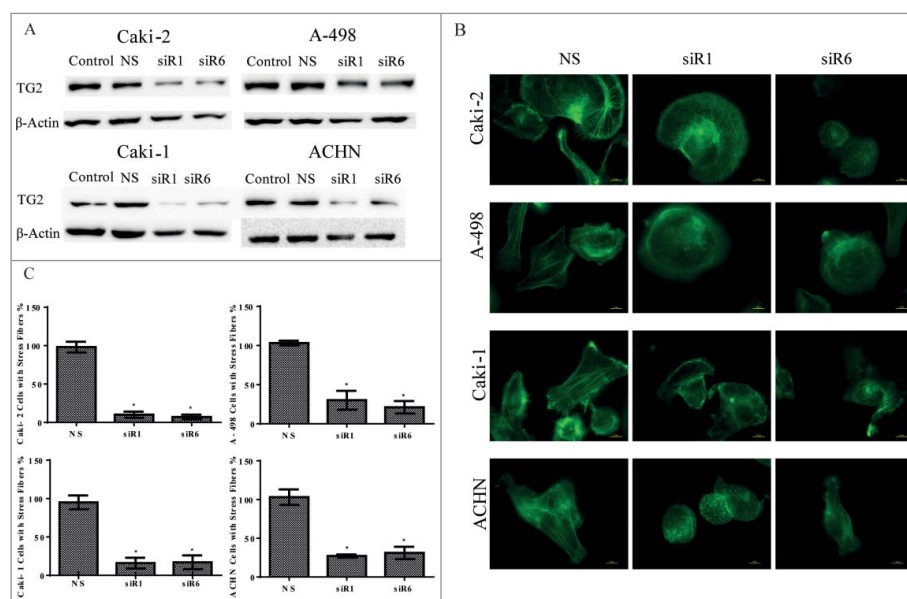 A
Caki-2
Control NS siR1 siR6
TG2
β-Actin
A-498
Control NS siR1 siR6
Caki-1
Control NS siR1 siR6
TG2
β-Actin
ACHN
Control NS siR1 siR6
B
NS siR1 siR6
Caki-2
A-498
Caki-1
ACHN
C
Caki- 2 Cells with Stress Fibers %
150
100
50
0
NS siR1 siR6
* *
A - 498 Cells with Stress Fibers %
150
100
50
0
NS siR1 siR6
* *
Caki- 1 Cells with Stress Fibers %
150
100
50
0
NS siR1 siR6
* *
ACHN Cells with Stress Fibers %
150
100
50
0
NS siR1 siR6
* *